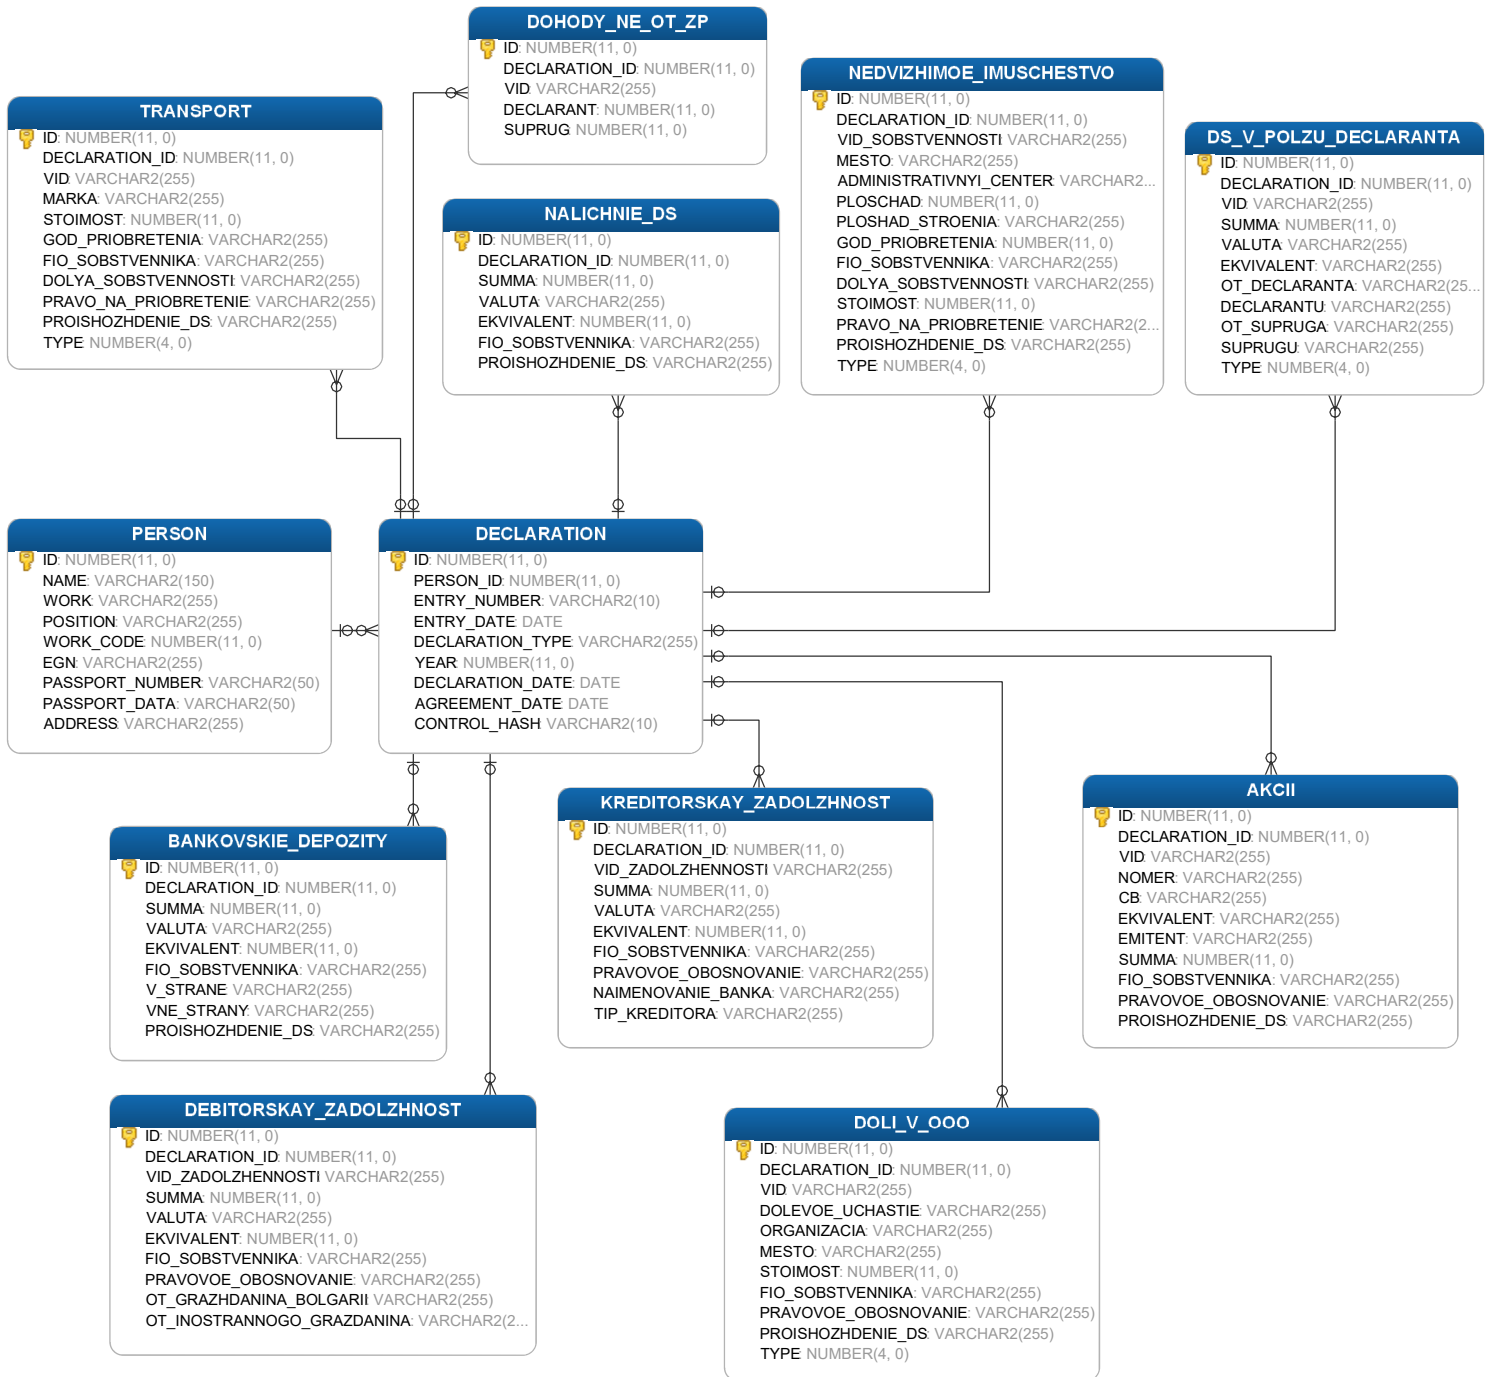 DOHODY_NE_OT_ZP
ID: NUMBER(11, 0)
DECLARATION_ID: NUMBER(11, 0)
VID: VARCHAR2(255)
DECLARANT: NUMBER(11, 0)
SUPRUG: NUMBER(11, 0)
NEDVIZHIMOE_IMUSCHESTVO
ID: NUMBER(11, 0)
DECLARATION_ID: NUMBER(11, 0)
VID_SOBSTVENNOSTI: VARCHAR2(255)
MESTO: VARCHAR2(255)
ADMINISTRATIVNYI_CENTER: VARCHAR2...
PLOSCHAD: NUMBER(11, 0)
PLOSHAD_STROENIA: VARCHAR2(255)
GOD_PRIOBRETENIA: NUMBER(11, 0)
FIO_SOBSTVENNIKA: VARCHAR2(255)
DOLYA_SOBSTVENNOSTI: VARCHAR2(255)
STOIMOST: NUMBER(11, 0)
PRAVO_NA_PRIOBRETENIE: VARCHAR2(2...
PROISHOZHDENIE_DS: VARCHAR2(255)
TYPE: NUMBER(4, 0)
TRANSPORT
ID: NUMBER(11, 0)
DECLARATION_ID: NUMBER(11, 0)
VID: VARCHAR2(255)
MARKA: VARCHAR2(255)
STOIMOST: NUMBER(11, 0)
GOD_PRIOBRETENIA: VARCHAR2(255)
FIO_SOBSTVENNIKA: VARCHAR2(255)
DOLYA_SOBSTVENNOSTI: VARCHAR2(255)
PRAVO_NA_PRIOBRETENIE: VARCHAR2(255)
PROISHOZHDENIE_DS: VARCHAR2(255)
TYPE: NUMBER(4, 0)
DS_V_POLZU_DECLARANTA
ID: NUMBER(11, 0)
DECLARATION_ID: NUMBER(11, 0)
VID: VARCHAR2(255)
SUMMA: NUMBER(11, 0)
VALUTA: VARCHAR2(255)
EKVIVALENT: VARCHAR2(255)
OT_DECLARANTA: VARCHAR2(25...
DECLARANTU: VARCHAR2(255)
OT_SUPRUGA: VARCHAR2(255)
SUPRUGU: VARCHAR2(255)
TYPE: NUMBER(4, 0)
NALICHNIE_DS
ID: NUMBER(11, 0)
DECLARATION_ID: NUMBER(11, 0)
SUMMA: NUMBER(11, 0)
VALUTA: VARCHAR2(255)
EKVIVALENT: NUMBER(11, 0)
FIO_SOBSTVENNIKA: VARCHAR2(255)
PROISHOZHDENIE_DS: VARCHAR2(255)
PERSON
ID: NUMBER(11, 0)
NAME: VARCHAR2(150)
WORK: VARCHAR2(255)
POSITION: VARCHAR2(255)
WORK_CODE: NUMBER(11, 0)
EGN: VARCHAR2(255)
PASSPORT_NUMBER: VARCHAR2(50)
PASSPORT_DATA: VARCHAR2(50)
ADDRESS: VARCHAR2(255)
DECLARATION
ID: NUMBER(11, 0)
PERSON_ID: NUMBER(11, 0)
ENTRY_NUMBER: VARCHAR2(10)
ENTRY_DATE: DATE
DECLARATION_TYPE: VARCHAR2(255)
YEAR: NUMBER(11, 0)
DECLARATION_DATE: DATE
AGREEMENT_DATE: DATE
CONTROL_HASH: VARCHAR2(10)
BANKOVSKIE_DEPOZITY
ID: NUMBER(11, 0)
DECLARATION_ID: NUMBER(11, 0)
SUMMA: NUMBER(11, 0)
VALUTA: VARCHAR2(255)
EKVIVALENT: NUMBER(11, 0)
FIO_SOBSTVENNIKA: VARCHAR2(255)
V_STRANE: VARCHAR2(255)
VNE_STRANY: VARCHAR2(255)
PROISHOZHDENIE_DS: VARCHAR2(255)
KREDITORSKAY_ZADOLZHNOST
ID: NUMBER(11, 0)
DECLARATION_ID: NUMBER(11, 0)
VID_ZADOLZHENNOSTI: VARCHAR2(255)
SUMMA: NUMBER(11, 0)
VALUTA: VARCHAR2(255)
EKVIVALENT: NUMBER(11, 0)
FIO_SOBSTVENNIKA: VARCHAR2(255)
PRAVOVOE_OBOSNOVANIE: VARCHAR2(255)
NAIMENOVANIE_BANKA: VARCHAR2(255)
TIP_KREDITORA: VARCHAR2(255)
AKCII
ID: NUMBER(11, 0)
DECLARATION_ID: NUMBER(11, 0)
VID: VARCHAR2(255)
NOMER: VARCHAR2(255)
CB: VARCHAR2(255)
EKVIVALENT: VARCHAR2(255)
EMITENT: VARCHAR2(255)
SUMMA: NUMBER(11, 0)
FIO_SOBSTVENNIKA: VARCHAR2(255)
PRAVOVOE_OBOSNOVANIE: VARCHAR2(255)
PROISHOZHDENIE_DS: VARCHAR2(255)
DEBITORSKAY_ZADOLZHNOST
ID: NUMBER(11, 0)
DECLARATION_ID: NUMBER(11, 0)
VID_ZADOLZHENNOSTI: VARCHAR2(255)
SUMMA: NUMBER(11, 0)
VALUTA: VARCHAR2(255)
EKVIVALENT: NUMBER(11, 0)
FIO_SOBSTVENNIKA: VARCHAR2(255)
PRAVOVOE_OBOSNOVANIE: VARCHAR2(255)
OT_GRAZHDANINA_BOLGARII: VARCHAR2(255)
OT_INOSTRANNOGO_GRAZDANINA: VARCHAR2(2...
DOLI_V_OOO
ID: NUMBER(11, 0)
DECLARATION_ID: NUMBER(11, 0)
VID: VARCHAR2(255)
DOLEVOE_UCHASTIE: VARCHAR2(255)
ORGANIZACIA: VARCHAR2(255)
MESTO: VARCHAR2(255)
STOIMOST: NUMBER(11, 0)
FIO_SOBSTVENNIKA: VARCHAR2(255)
PRAVOVOE_OBOSNOVANIE: VARCHAR2(255)
PROISHOZHDENIE_DS: VARCHAR2(255)
TYPE: NUMBER(4, 0)